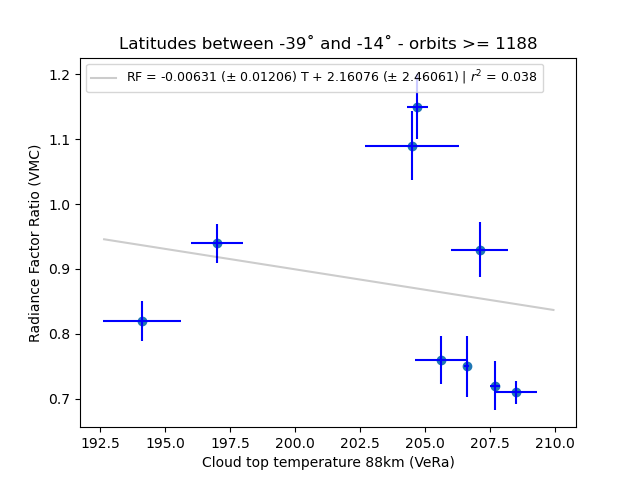 Latitudes between -39˚ and -14˚ - orbits >= 1188
RF = -0.00631 (± 0.01206) T + 2.16076 (± 2.46061) | r² = 0.038
Radiance Factor Ratio (VMC)
1.2
1.1
1.0
0.9
0.8
0.7
192.5 195.0 197.5 200.0 202.5 205.0 207.5 210.0
Cloud top temperature 88km (VeRa)